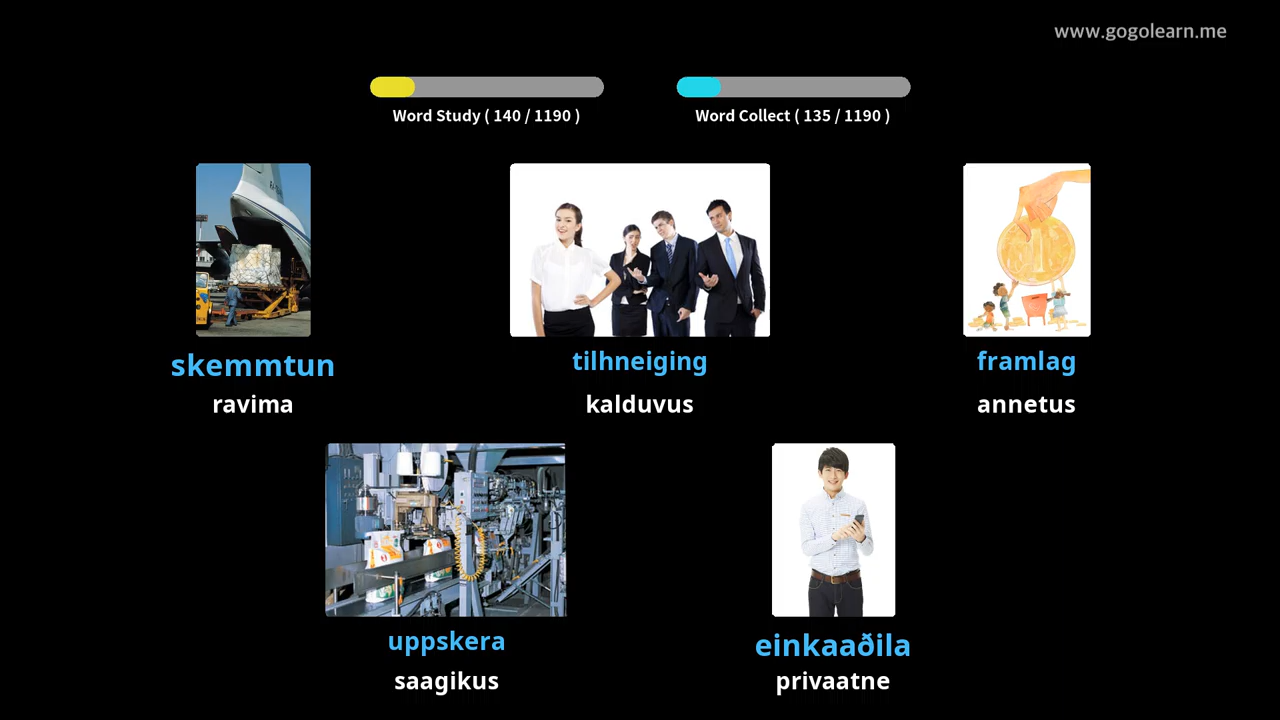 www.gogolearn.me
Word Study ( 140 / 1190 )
Word Collect ( 135 / 1190 )
skemmtun
ravima
tilhneiging
kalduvus
framlag
annetus
uppskera
saagikus
einkaaðila
privaatne